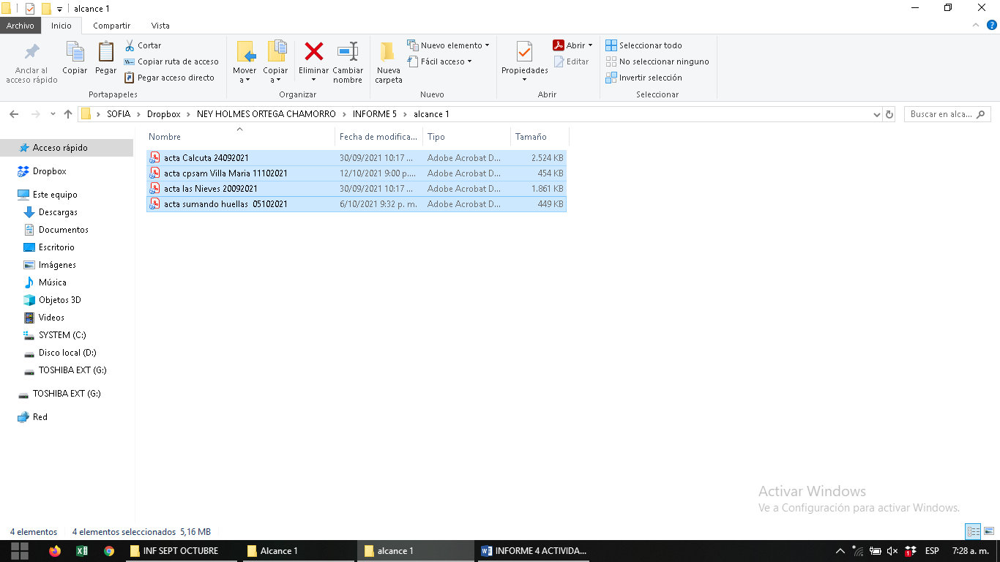 alcance 1
Archivo Inicio Compartir Vista
Anclar al acceso rápido
Copiar
Pegar
Cortar
Copiar ruta de acceso
Pegar acceso directo
Portapapeles
Mover a
Copiar a
Eliminar
Cambiar nombre
Organizar
Nueva carpeta
Nuevo elemento
Fácil acceso
Nuevo
Propiedades
Abrir
Editar
Abrir
Seleccionar todo
No seleccionar ninguno
Invertir selección
Seleccionar
SOFIA > Dropbox > NEY HOLMES ORTEGA CHAMORRO > INFORME 5 > alcance 1
Buscar en alca...
Nombre Fecha de modifica... Tipo Tamaño
acta Calcuta 24092021 30/09/2021 10:17 ... Adobe Acrobat D... 2.524 KB
acta cpsam Villa Maria 11102021 12/10/2021 9:00 p.... Adobe Acrobat D... 454 KB
acta las Nieves 20092021 30/09/2021 10:17 ... Adobe Acrobat D... 1.861 KB
acta sumando huellas 05102021 6/10/2021 9:32 p. m. Adobe Acrobat D... 449 KB
Acceso rápido
Dropbox
Este equipo
Descargas
Documentos
Escritorio
Imágenes
Música
Objetos 3D
Videos
SYSTEM (C:)
Disco local (D:)
TOSHIBA EXT (G:)
TOSHIBA EXT (G:)
Red
Activar Windows
Ve a Configuración para activar Windows.
4 elementos 4 elementos seleccionados 5,16 MB
INF SEPT OCTUBRE Alcance 1 alcance 1 INFORME 4 ACTIVIDA... 1 ESP 7:28 a. m.